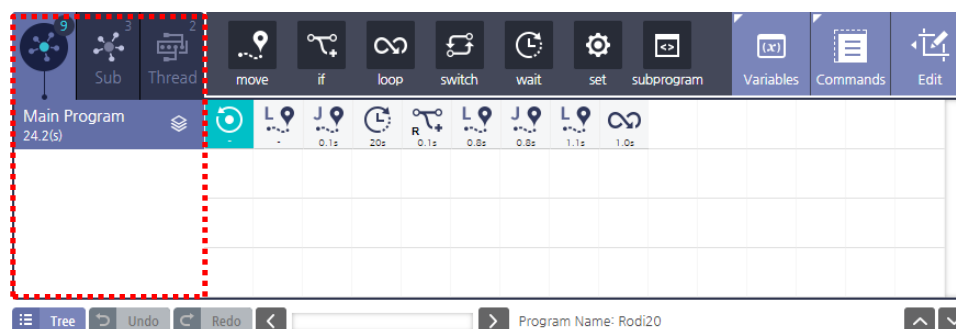 9 3 2
Sub Thread
move if loop switch wait set subprogram (x) Variables Commands Edit
Main Program
24.2(s)
L J L J L
R
- - 0.1s 20s 0.1s 0.8s 0.8s 1.1s 1.0s
Tree Undo Redo Program Name: Rodi20